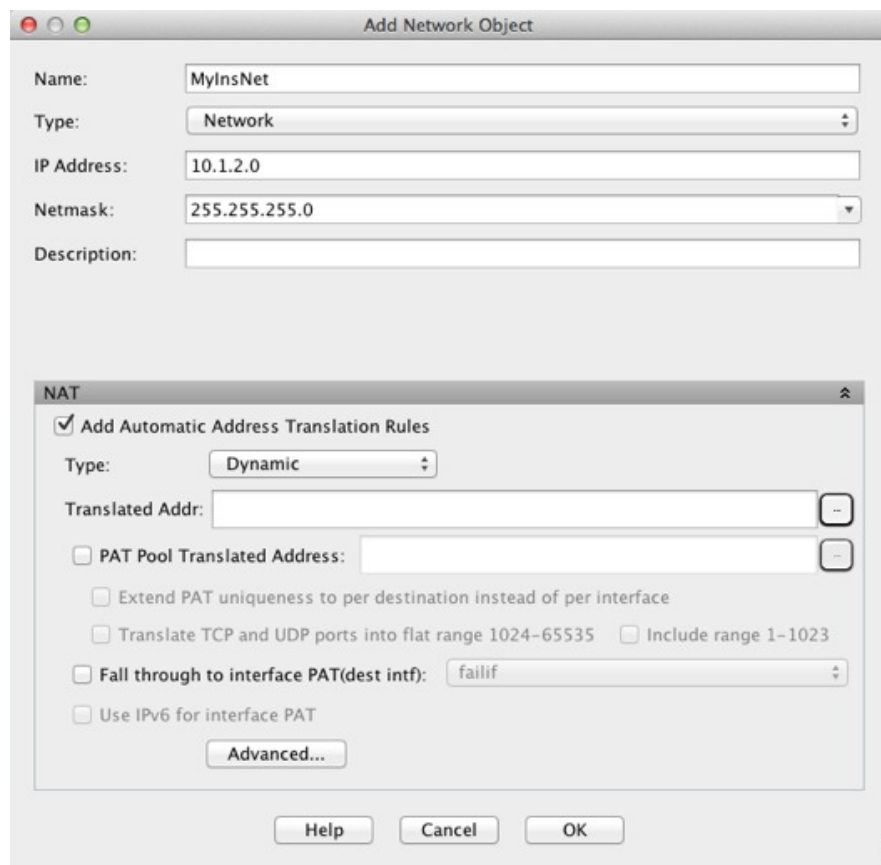 Add Network Object
Name: MyInsNet
Type: Network
IP Address: 10.1.2.0
Netmask: 255.255.255.0
Description:
NAT
Add Automatic Address Translation Rules
Type: Dynamic
Translated Addr: ...
PAT Pool Translated Address: ...
Extend PAT uniqueness to per destination instead of per interface
Translate TCP and UDP ports into flat range 1024-65535 Include range 1-1023
Fall through to interface PAT(dest intf): failif
Use IPv6 for interface PAT
Advanced...
Help Cancel OK